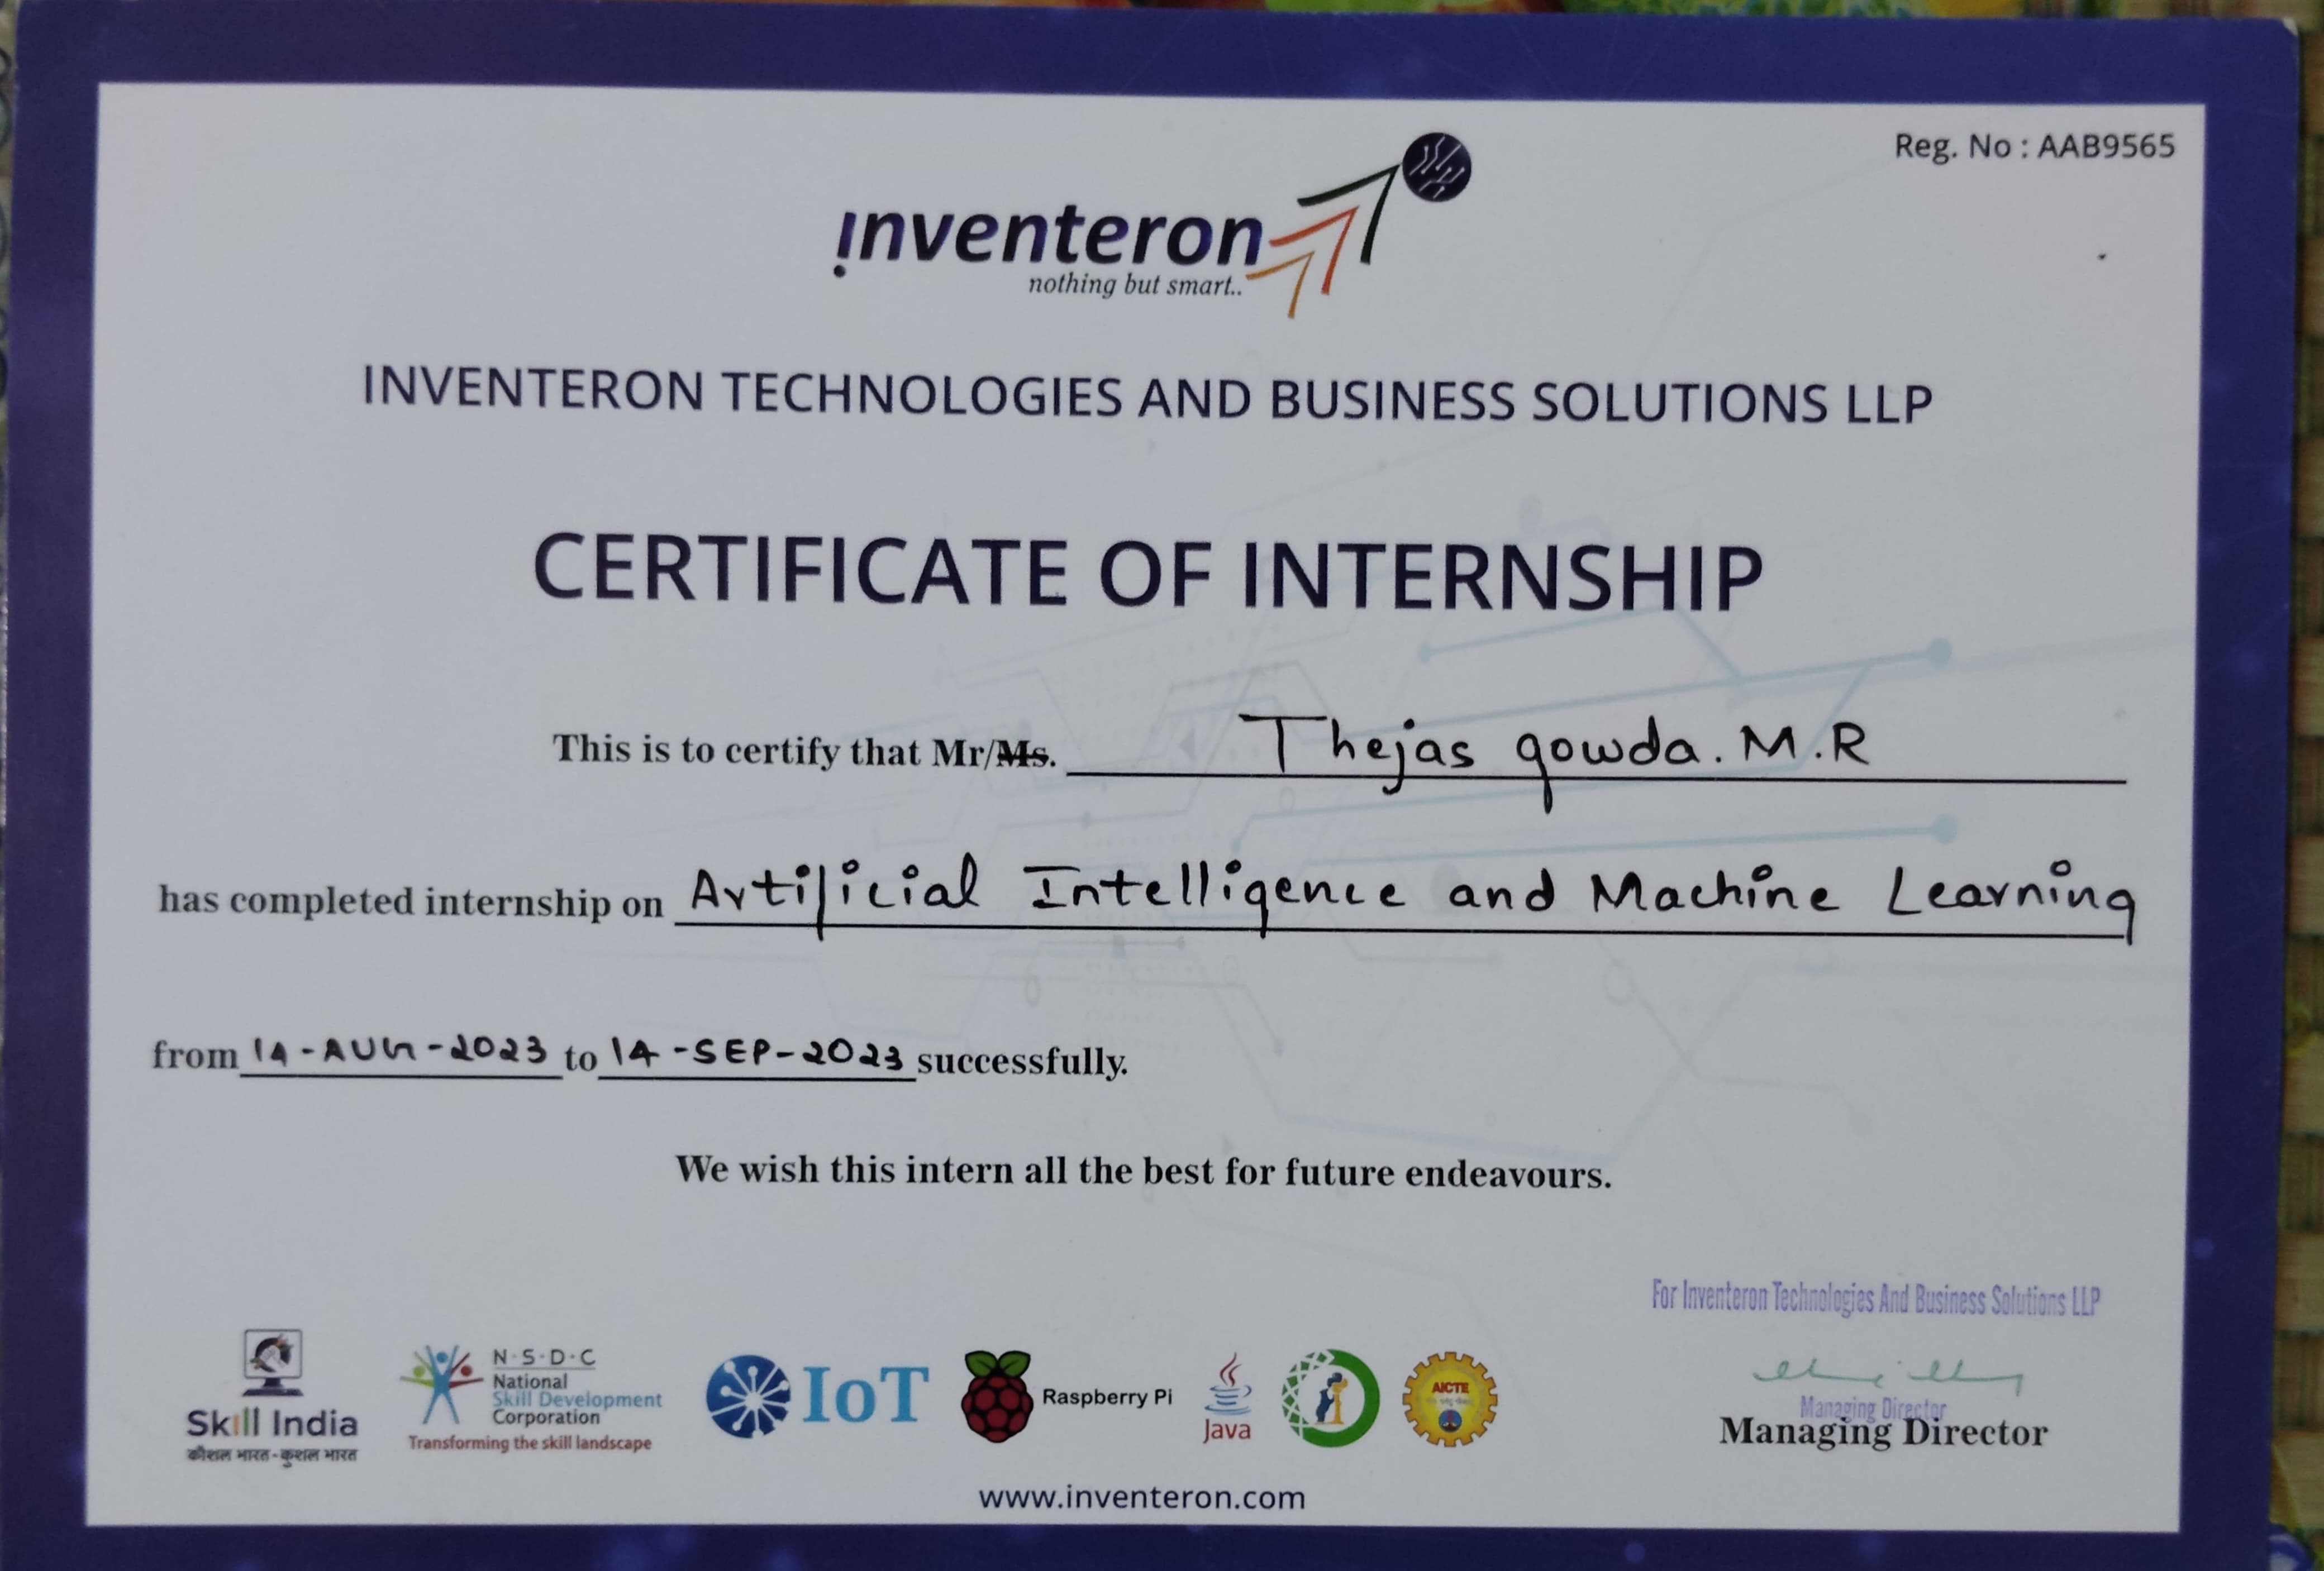 Reg. No : AAB9565
inventeron
nothing but smart..
INVENTERON TECHNOLOGIES AND BUSINESS SOLUTIONS LLP
CERTIFICATE OF INTERNSHIP
This is to certify that Mr/Ms. Thejas gowda. M.R
has completed internship on Artificial Intelligence and Machine Learning
from 14-AUG-2023 to 14-SEP-2023 successfully.
We wish this intern all the best for future endeavours.
For Inventeron Technologies And Business Solutions LLP
Managing Director
Managing Director
Skill India
कौशल भारत - कुशल भारत
N·S·D·C
National
Skill Development
Corporation
Transforming the skill landscape
IoT
Raspberry Pi
Java
AICTE
www.inventeron.com